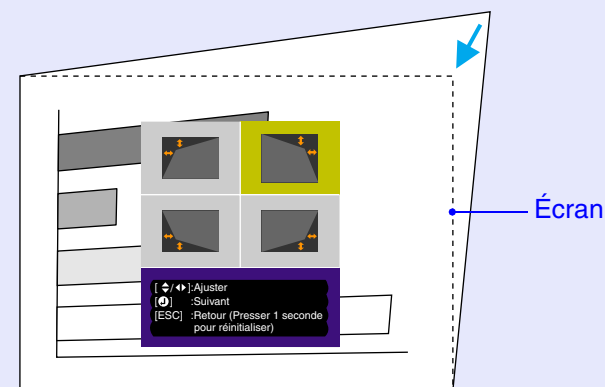 Écran
[ /]:Ajuster
[ ] :Suivant
[ESC] :Retour (Presser 1 seconde
pour réinitialiser)